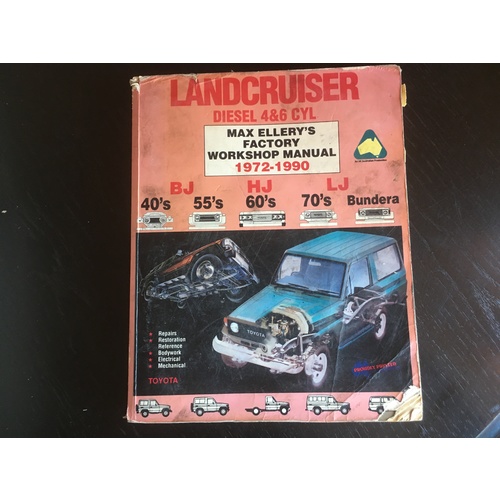 LANDCRUISER
DIESEL 4&6 CYL
MAX ELLERY'S
FACTORY
WORKSHOP MANUAL
1972-1990
BJ HJ LJ
40's 55's 60's 70's Bundera
TOYOTA
★ Repairs
★ Restoration
Reference
★ Bodywork
★ Electrical
★ Mechanical
TOYOTA